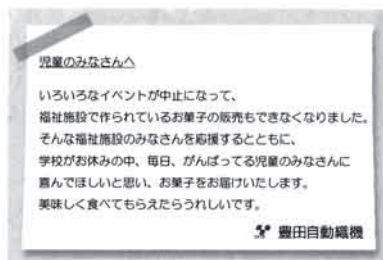 児童のみなさんへ
いろいろなイベントが中止になって、
福祉施設で作られているお菓子の販売もできなくなりました。
そんな福祉施設のみなさんを応援するとともに、
学校がお休みの中、毎日、がんばってる児童のみなさんに
喜んでほしいと思い、お菓子をお届けいたします。
美味しく食べてもらえたらうれしいです。
豊田自動織機